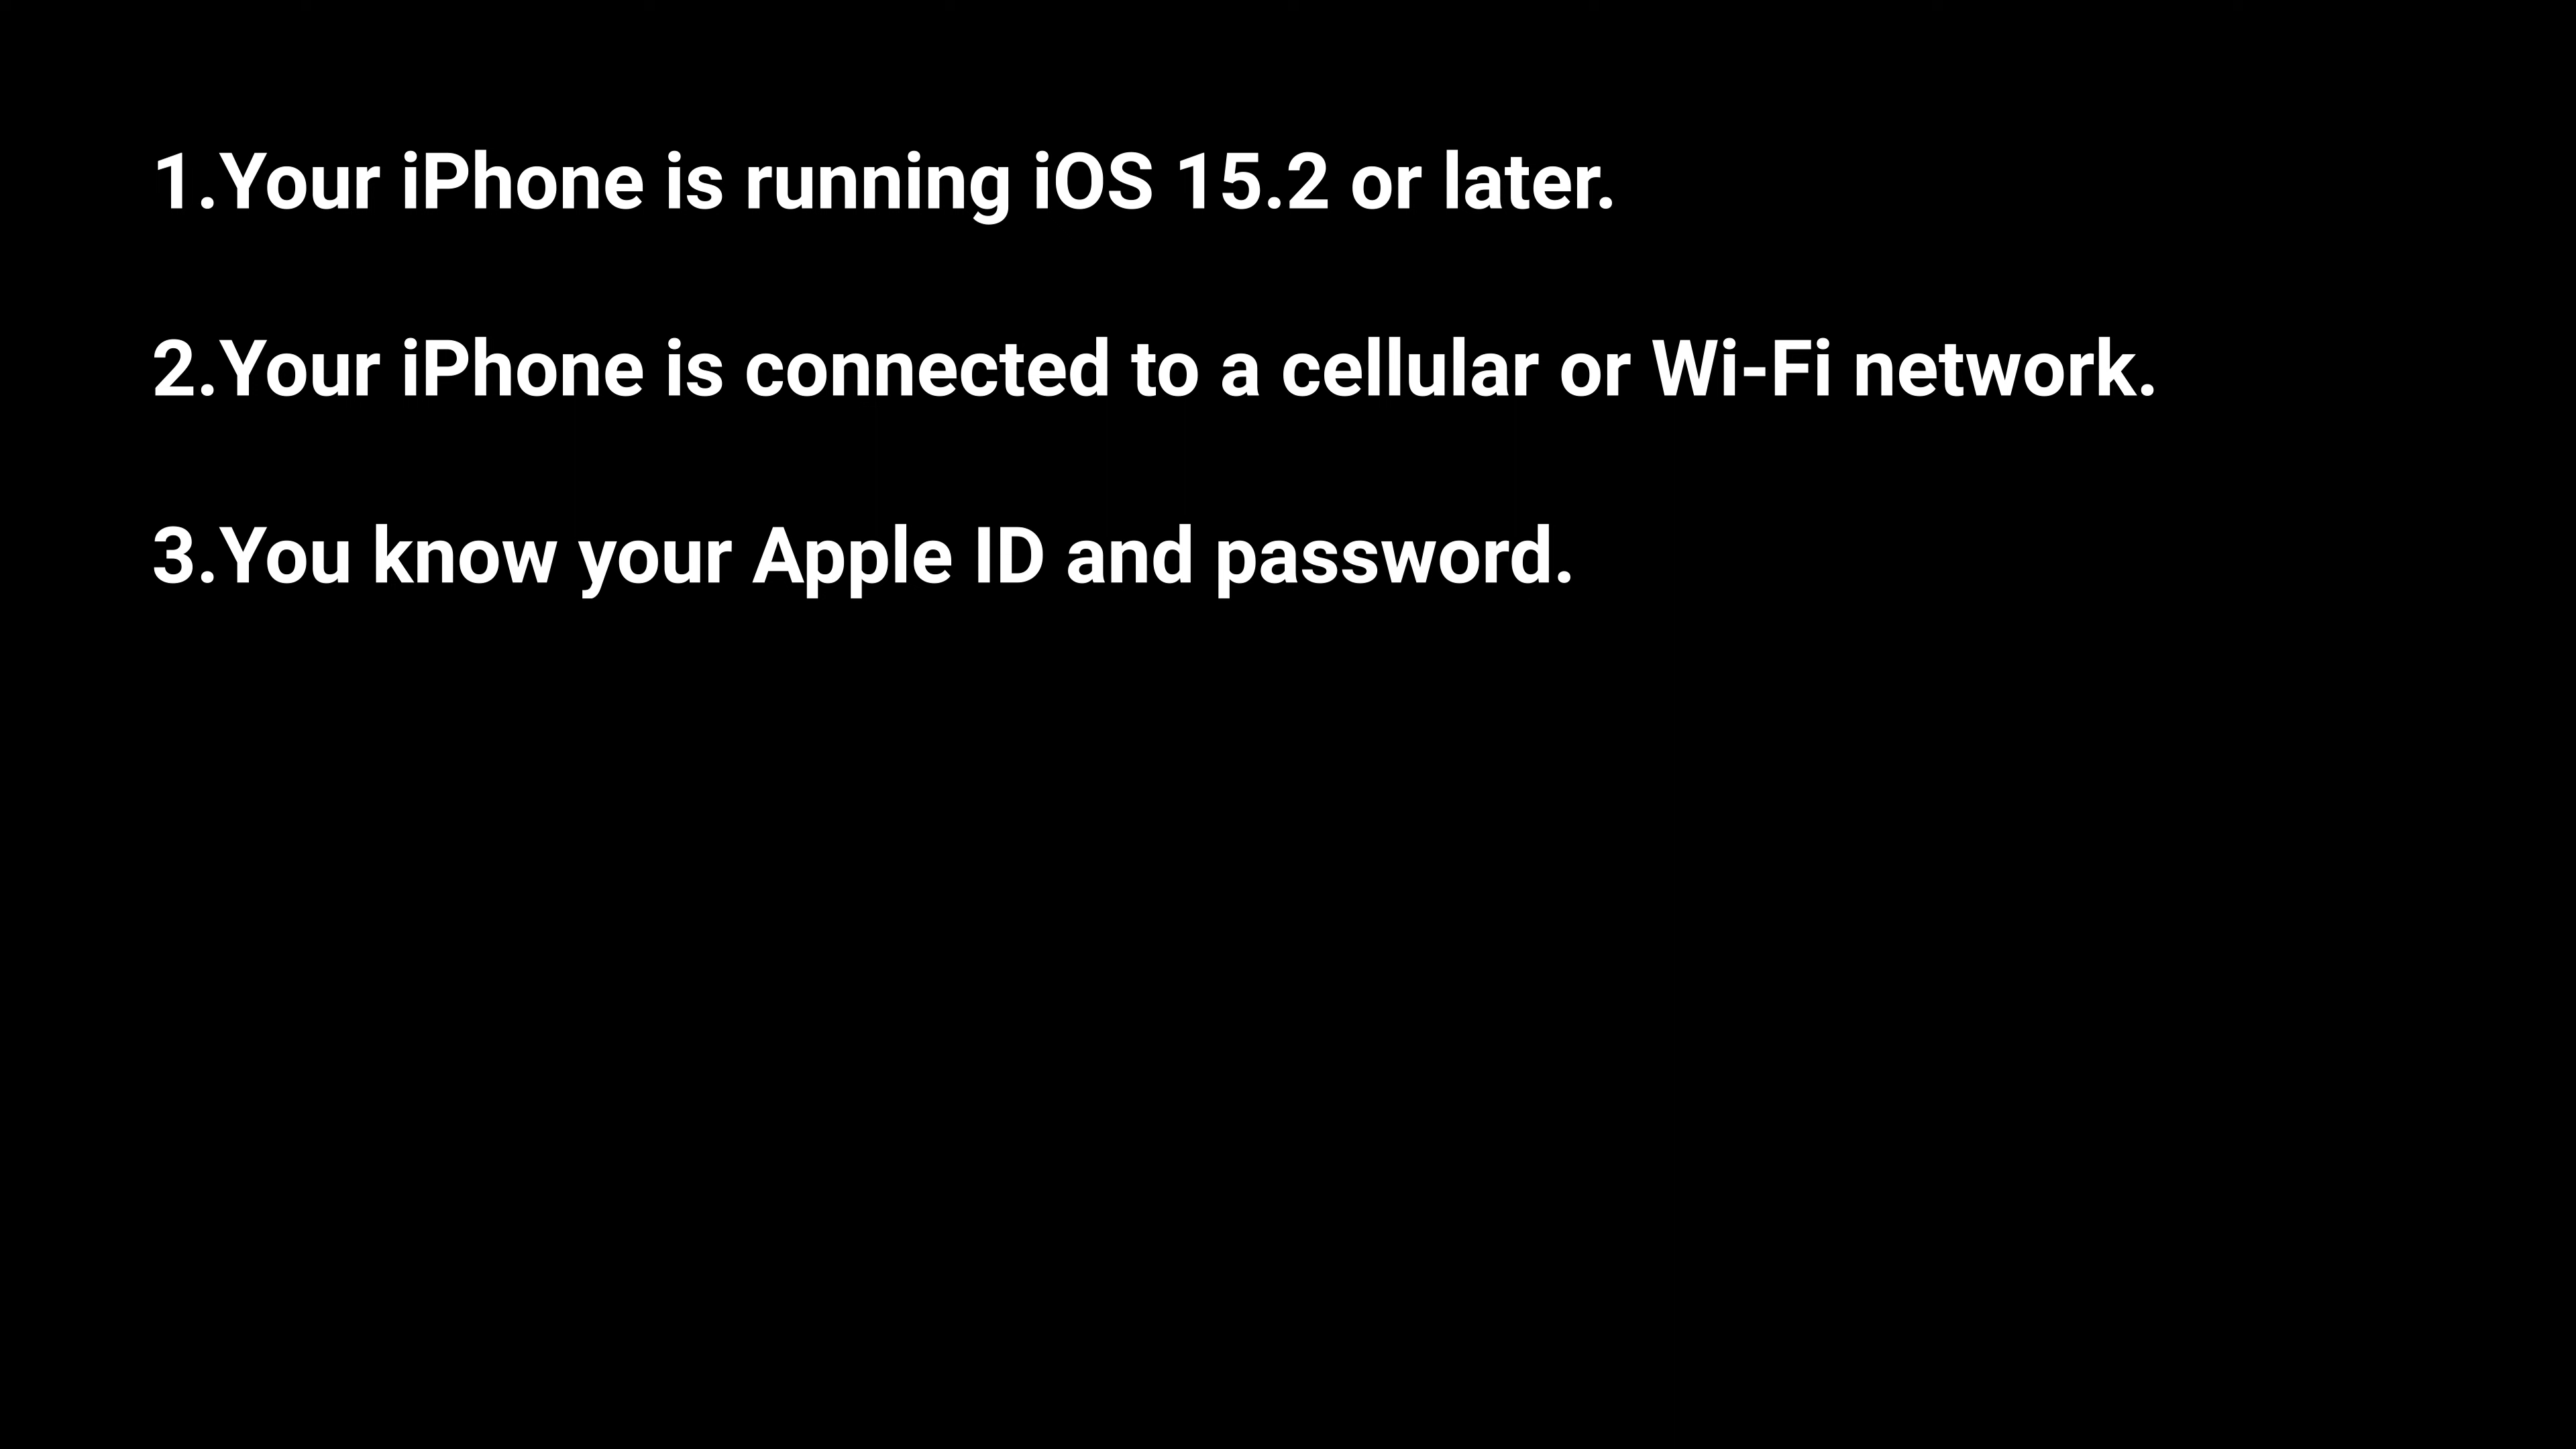 1.Your iPhone is running iOS 15.2 or later.
2.Your iPhone is connected to a cellular or Wi-Fi network.
3.You know your Apple ID and password.